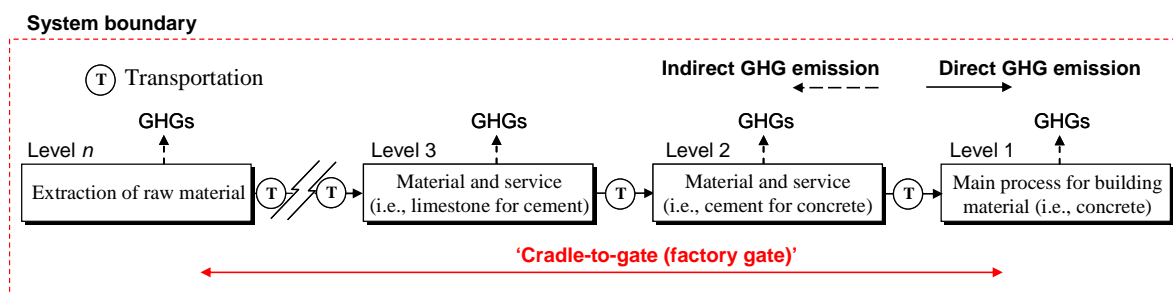 System boundary
T Transportation
Indirect GHG emission
Direct GHG emission
GHGs
GHGs
GHGs
GHGs
Level n
Level 3
Level 2
Level 1
Extraction of raw material
T
T
Material and service
(i.e., limestone for cement)
T
Material and service
(i.e., cement for concrete)
T
Main process for building
material (i.e., concrete)
‘Cradle-to-gate (factory gate)’